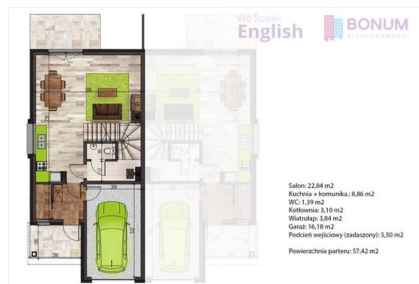 We Speak
English
BONUM
NIERUCHOMOŚCI
Salon: 22,84 m2
Kuchnia + komunika.: 8,86 m2
WC: 1,39 m2
Kotłownia: 3,10 m2
Wiatrołap: 3,84 m2
Garaż: 16,18 m2
Podcień wejściowy (zadaszony): 5,50 m2
Powierzchnia parteru: 57,42 m2